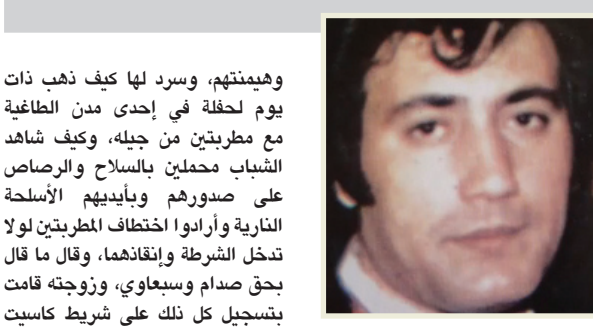 وهيمنتهم، وسرد لها كيف ذهب ذات
يوم لحفلة في إحدى مدن الطاغية
مع مطربتين من جيله، وكيف شاهد
الشباب محملين بالسلاح والرصاص
على صدورهم وبأيديهم الأسلحة
النارية وأرادوا اختطاف المطربتين لولا
تدخل الشرطة وإنقاذهما، وقال ما قال
بحق صدام وسبعاوي، وزوجته قامت
بتسجيل كل ذلك على شريط كاسيت